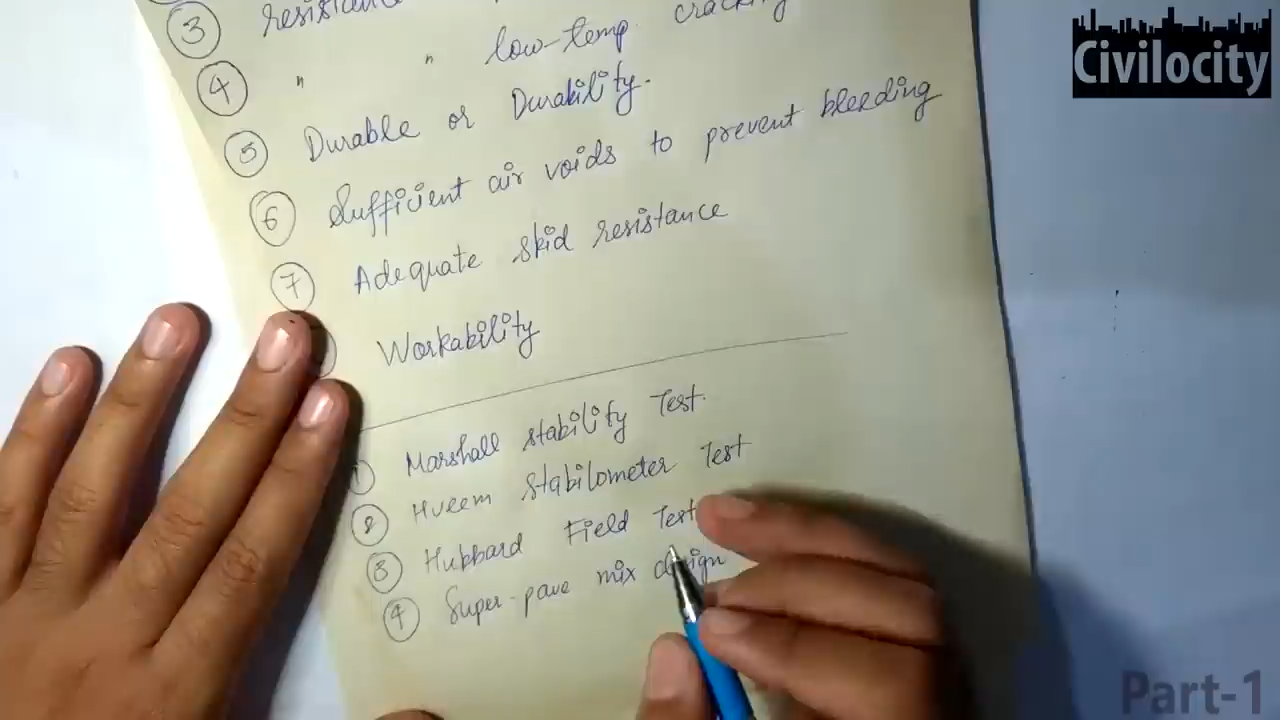 ③ resistance
④ " " low-temp. cracking
⑤ Durable or Durability.
⑥ Sufficient air voids to prevent bleeding
⑦ Adequate skid resistance
Workability
① Marshall stability Test.
② Hveem Stabilometer Test
③ Hubbard Field Test
④ Super-pave mix design
Civilocity
Part-1